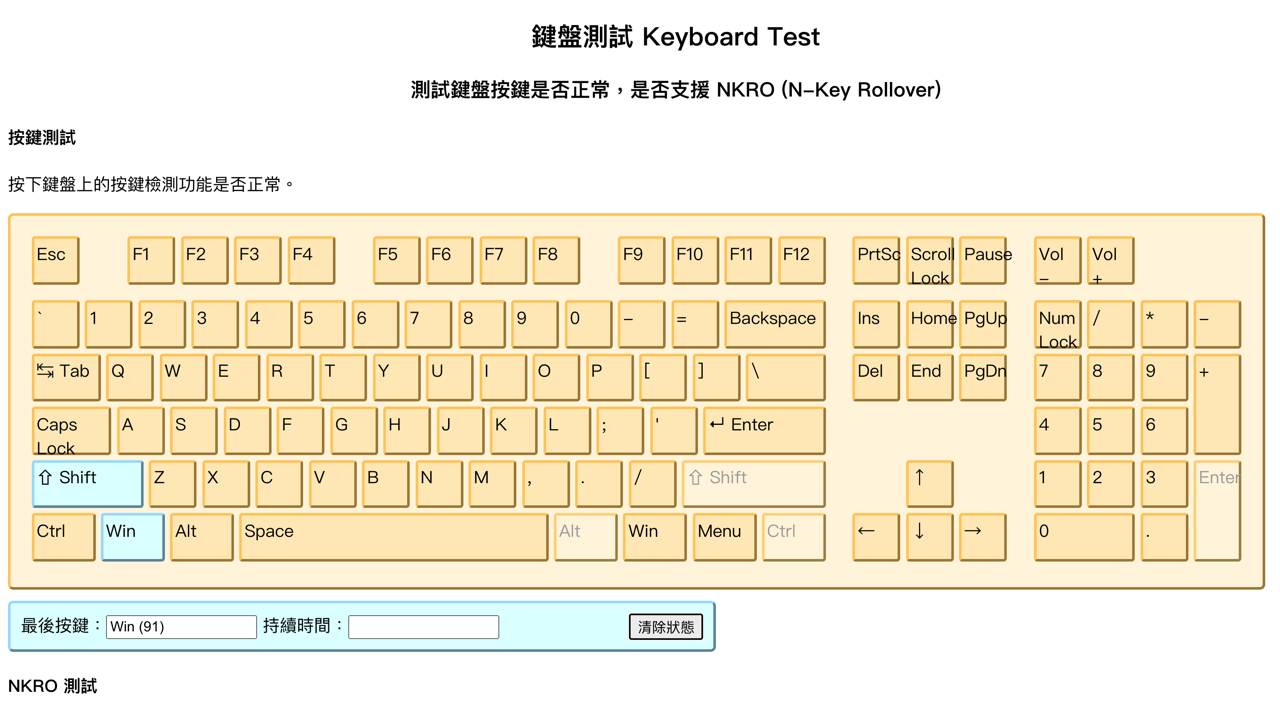 鍵盤測試 Keyboard Test
測試鍵盤按鍵是否正常，是否支援 NKRO (N-Key Rollover)
按鍵測試
按下鍵盤上的按鍵檢測功能是否正常。
Esc F1 F2 F3 F4 F5 F6 F7 F8 F9 F10 F11 F12 PrtSc Scroll Lock Pause Vol - Vol +
` 1 2 3 4 5 6 7 8 9 0 - = Backspace Ins Home PgUp Num Lock / * -
↹ Tab Q W E R T Y U I O P [ ] \ Del End PgDn 7 8 9 +
Caps Lock A S D F G H J K L ; ' ↵ Enter 4 5 6
⇧ Shift Z X C V B N M , . / ⇧ Shift ↑ 1 2 3 Enter
Ctrl Win Alt Space Alt Win Menu Ctrl ← ↓ → 0 .
最後按鍵：Win (91) 持續時間： 清除狀態
NKRO 測試